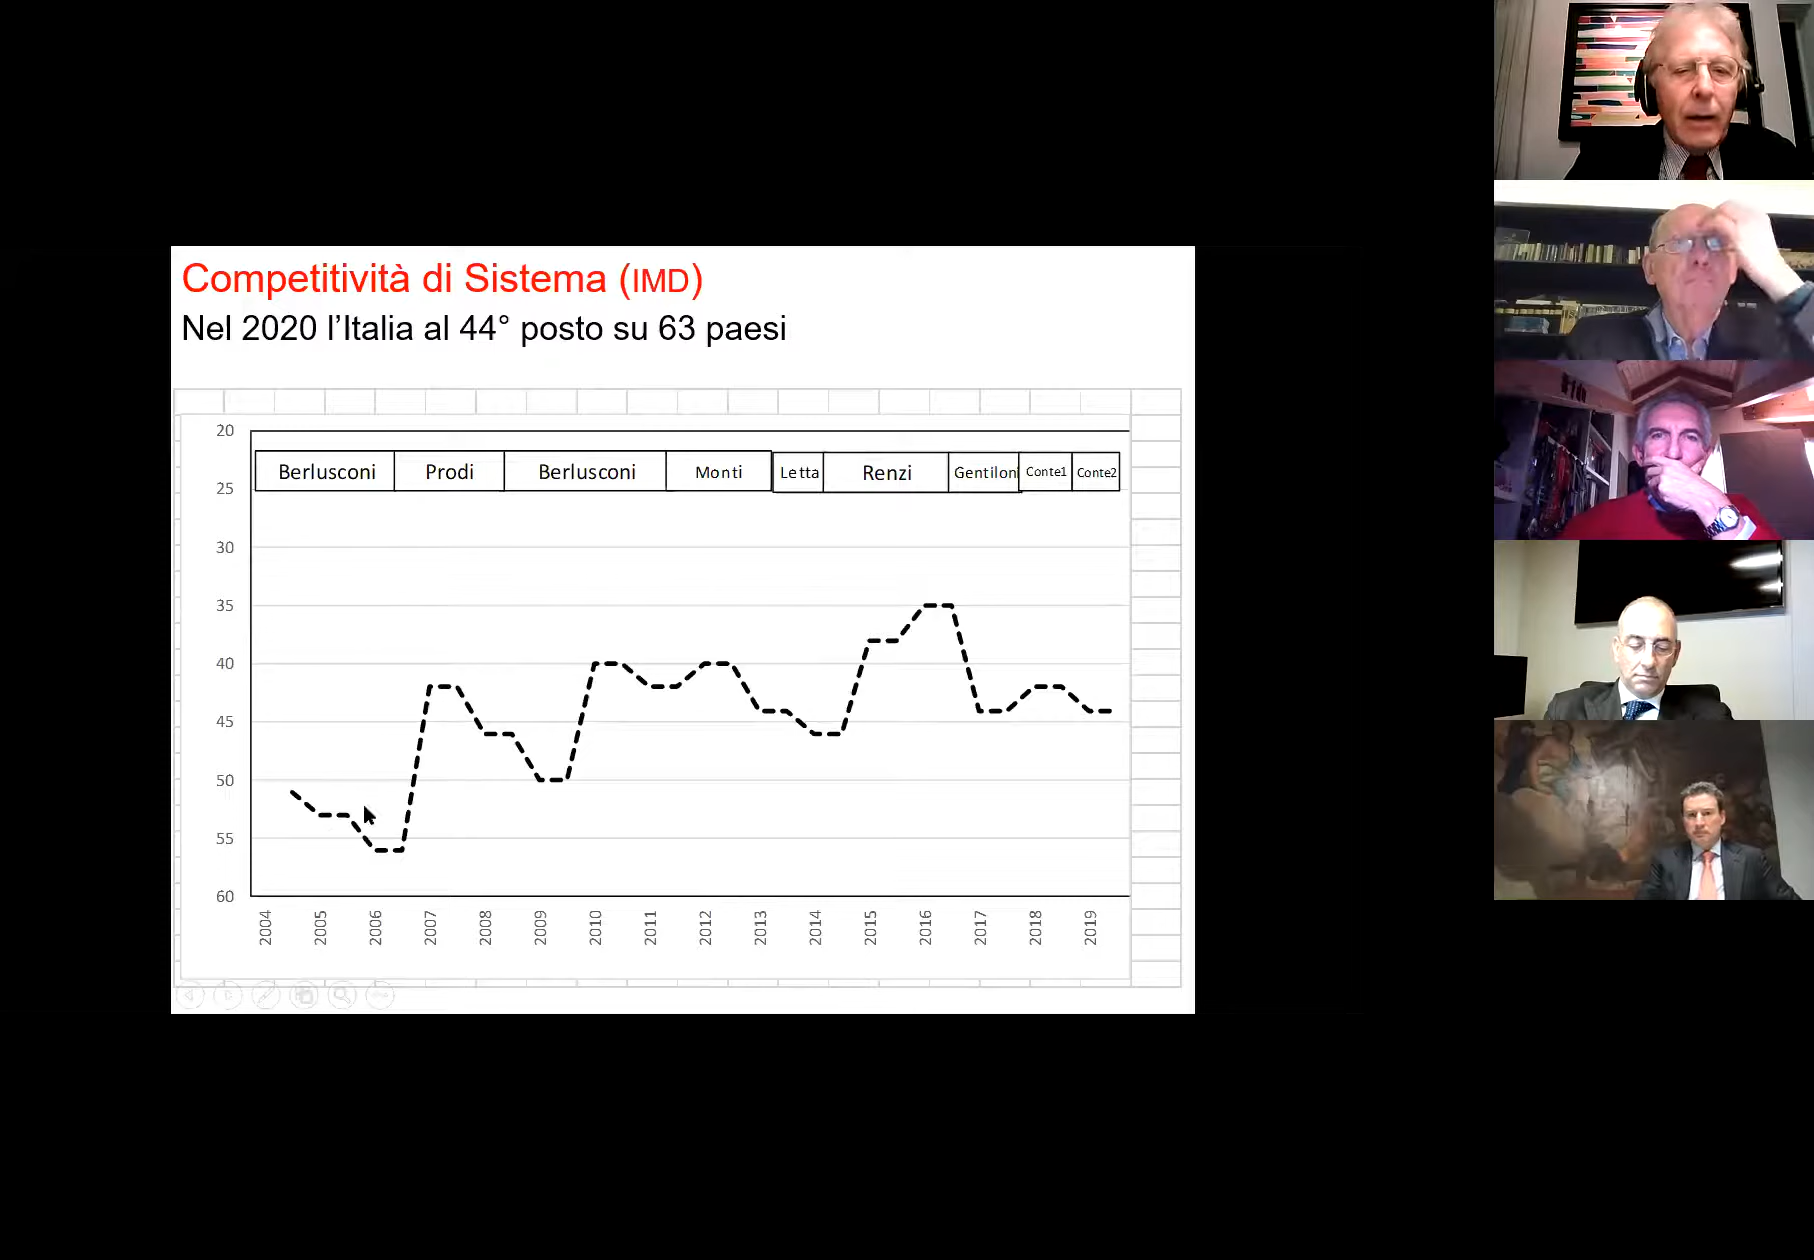 Competitività di Sistema (IMD)
Nel 2020 l'Italia al 44° posto su 63 paesi
20
Berlusconi Prodi Berlusconi Monti Letta Renzi Gentiloni Conte1 Conte2
25
30
35
40
45
50
55
60
2004 2005 2006 2007 2008 2009 2010 2011 2012 2013 2014 2015 2016 2017 2018 2019